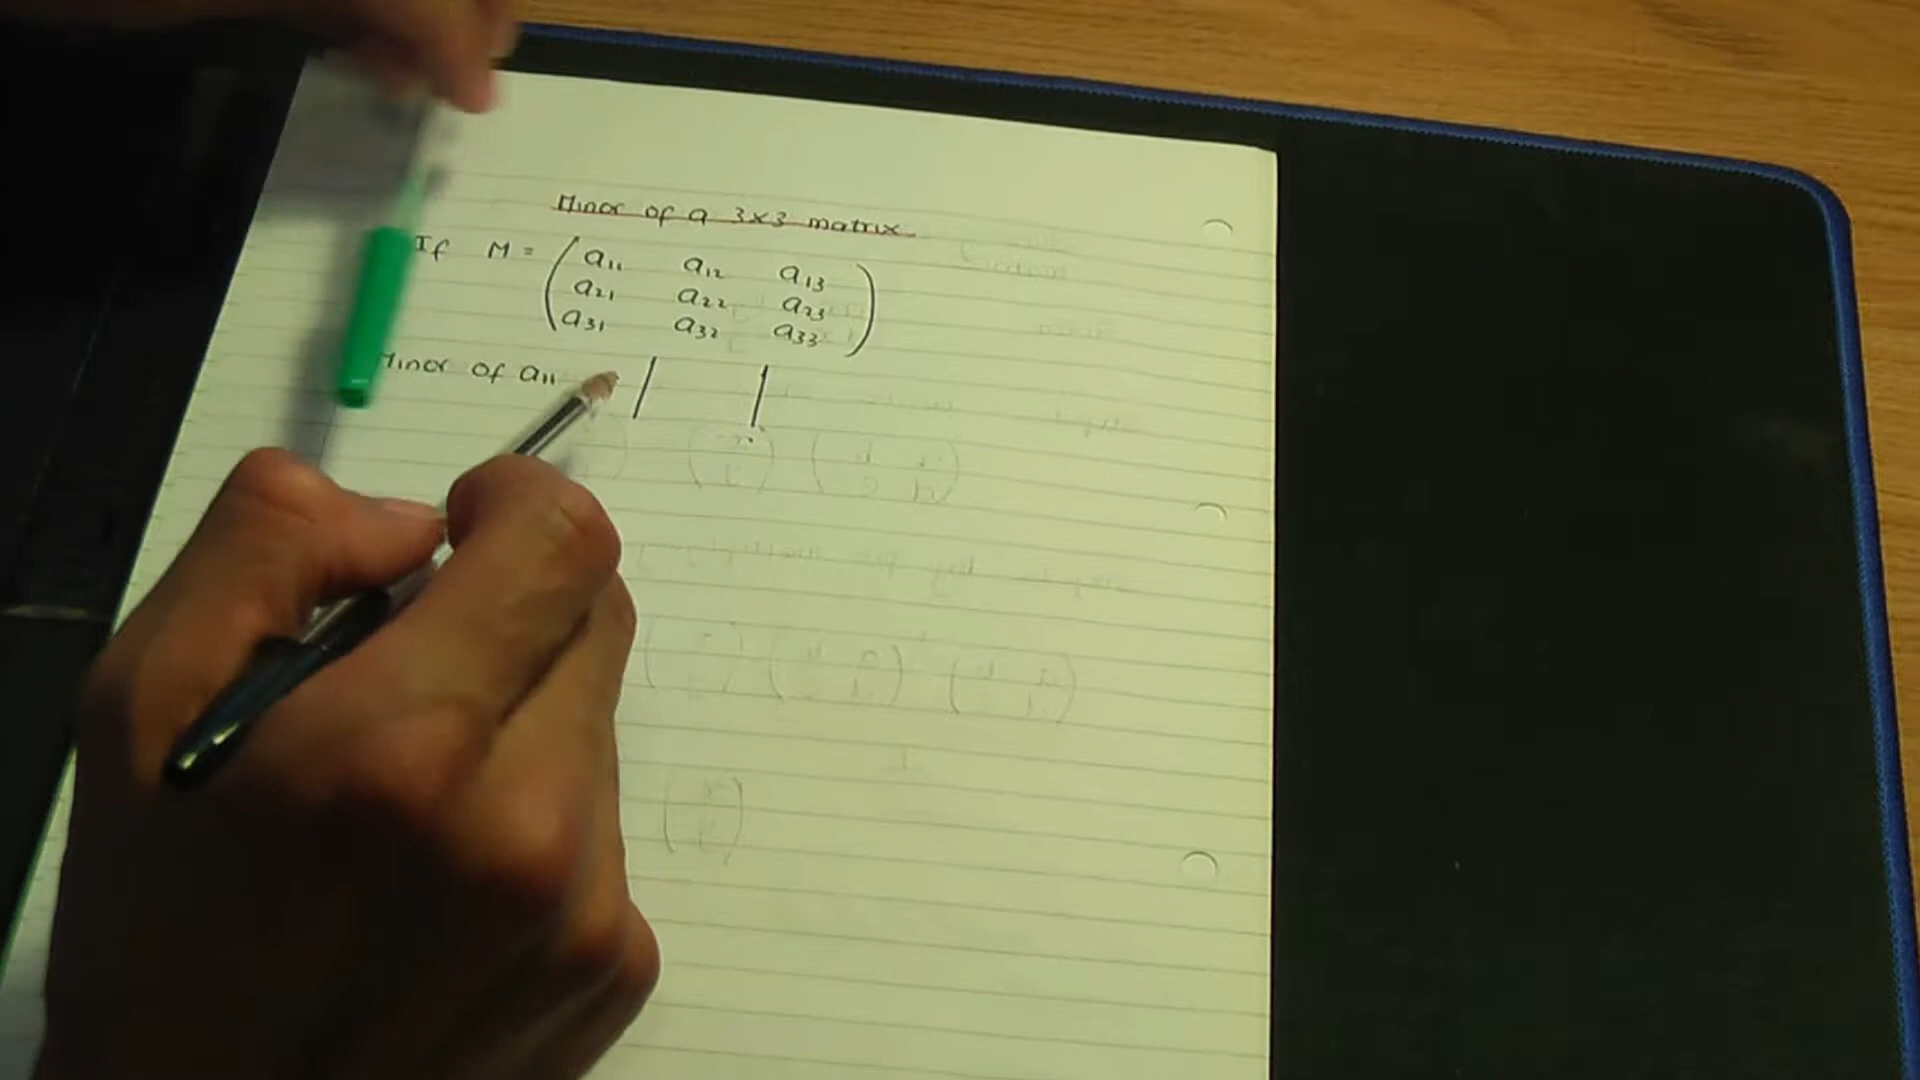 Minor of a 3x3 matrix
If M = ( a11 a12 a13
a21 a22 a23
a31 a32 a33 )
Minor of a11 | |